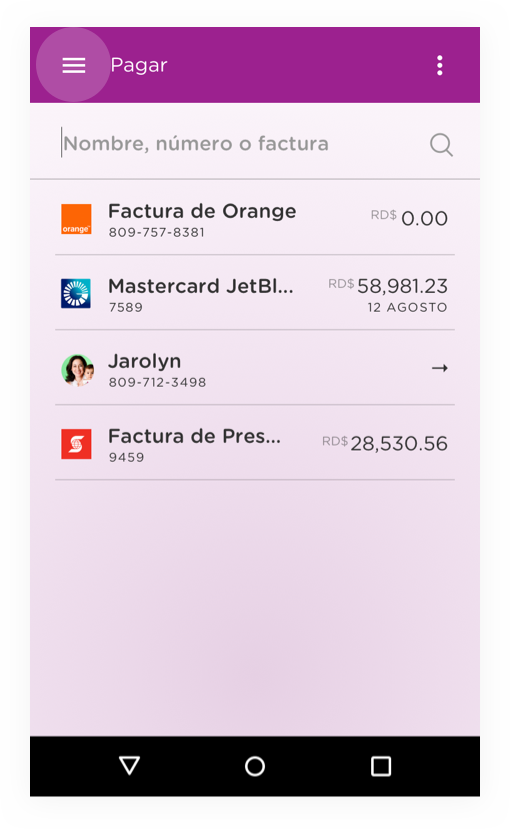 Pagar
Nombre, número o factura
orange
Factura de Orange
RD$ 0.00
809-757-8381
Mastercard JetBl...
RD$ 58,981.23
7589
12 AGOSTO
Jarolyn
→
809-712-3498
Factura de Pres...
RD$ 28,530.56
9459